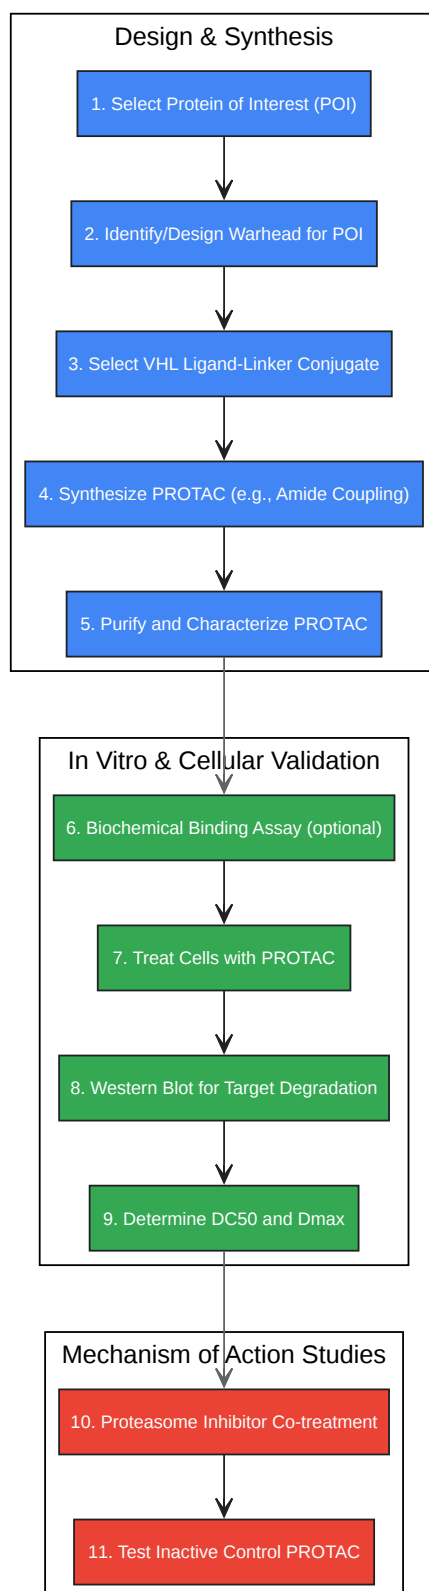 Design & Synthesis
1. Select Protein of Interest (POI)
2. Identify/Design Warhead for POI
3. Select VHL Ligand-Linker Conjugate
4. Synthesize PROTAC (e.g., Amide Coupling)
5. Purify and Characterize PROTAC
In Vitro & Cellular Validation
6. Biochemical Binding Assay (optional)
7. Treat Cells with PROTAC
8. Western Blot for Target Degradation
9. Determine DC50 and Dmax
Mechanism of Action Studies
10. Proteasome Inhibitor Co-treatment
11. Test Inactive Control PROTAC